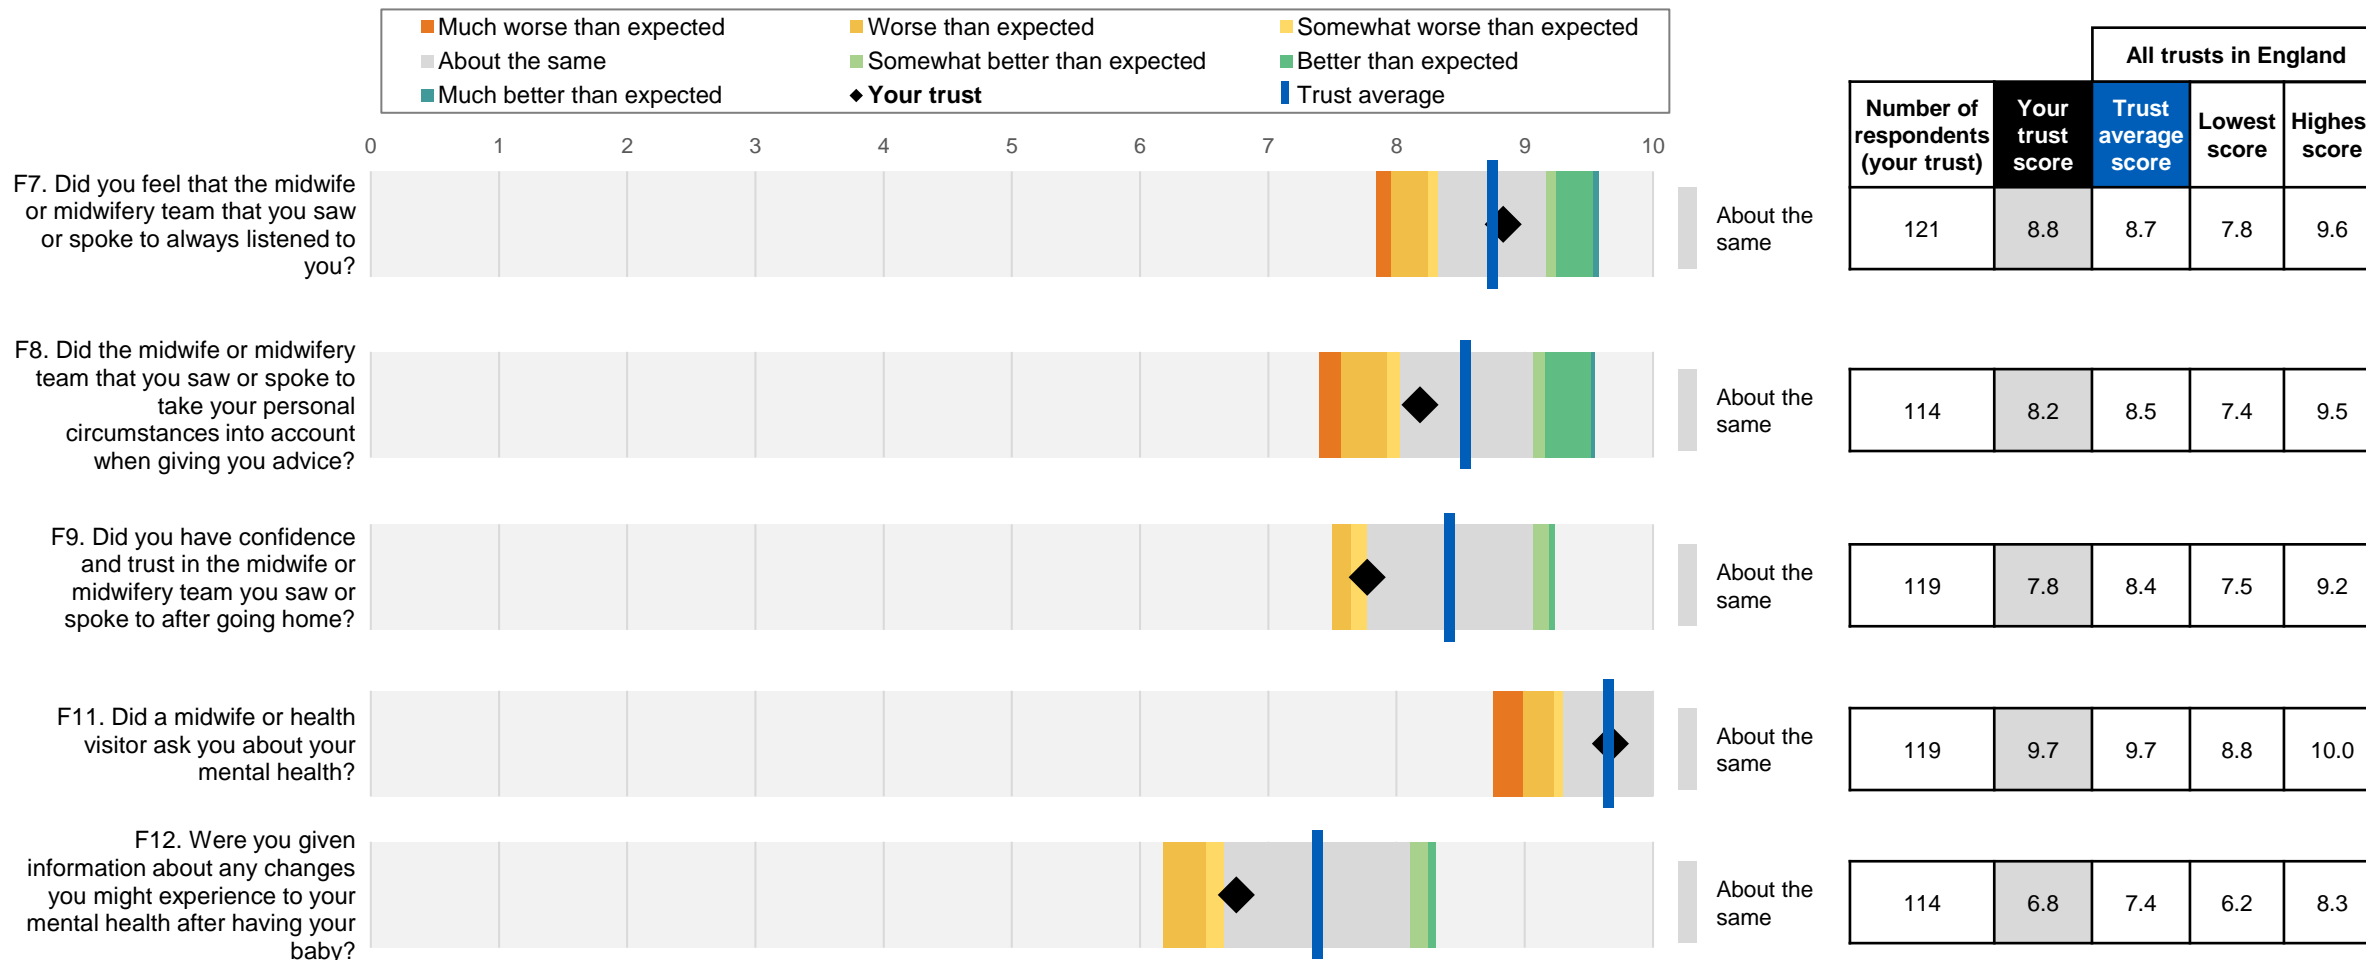 Much worse than expected
Worse than expected
Somewhat worse than expected
About the same
Somewhat better than expected
Better than expected
Much better than expected
Your trust
Trust average
All trusts in England
Number of
respondents
(your trust)
Your
trust
score
Trust
average
score
Lowest
score
Highes
score
0 1 2 3 4 5 6 7 8 9 10
F7. Did you feel that the midwife
or midwifery team that you saw
or spoke to always listened to
you?
About the
same
121 8.8 8.7 7.8 9.6
F8. Did the midwife or midwifery
team that you saw or spoke to
take your personal
circumstances into account
when giving you advice?
About the
same
114 8.2 8.5 7.4 9.5
F9. Did you have confidence
and trust in the midwife or
midwifery team you saw or
spoke to after going home?
About the
same
119 7.8 8.4 7.5 9.2
F11. Did a midwife or health
visitor ask you about your
mental health?
About the
same
119 9.7 9.7 8.8 10.0
F12. Were you given
information about any changes
you might experience to your
mental health after having your
baby?
About the
same
114 6.8 7.4 6.2 8.3